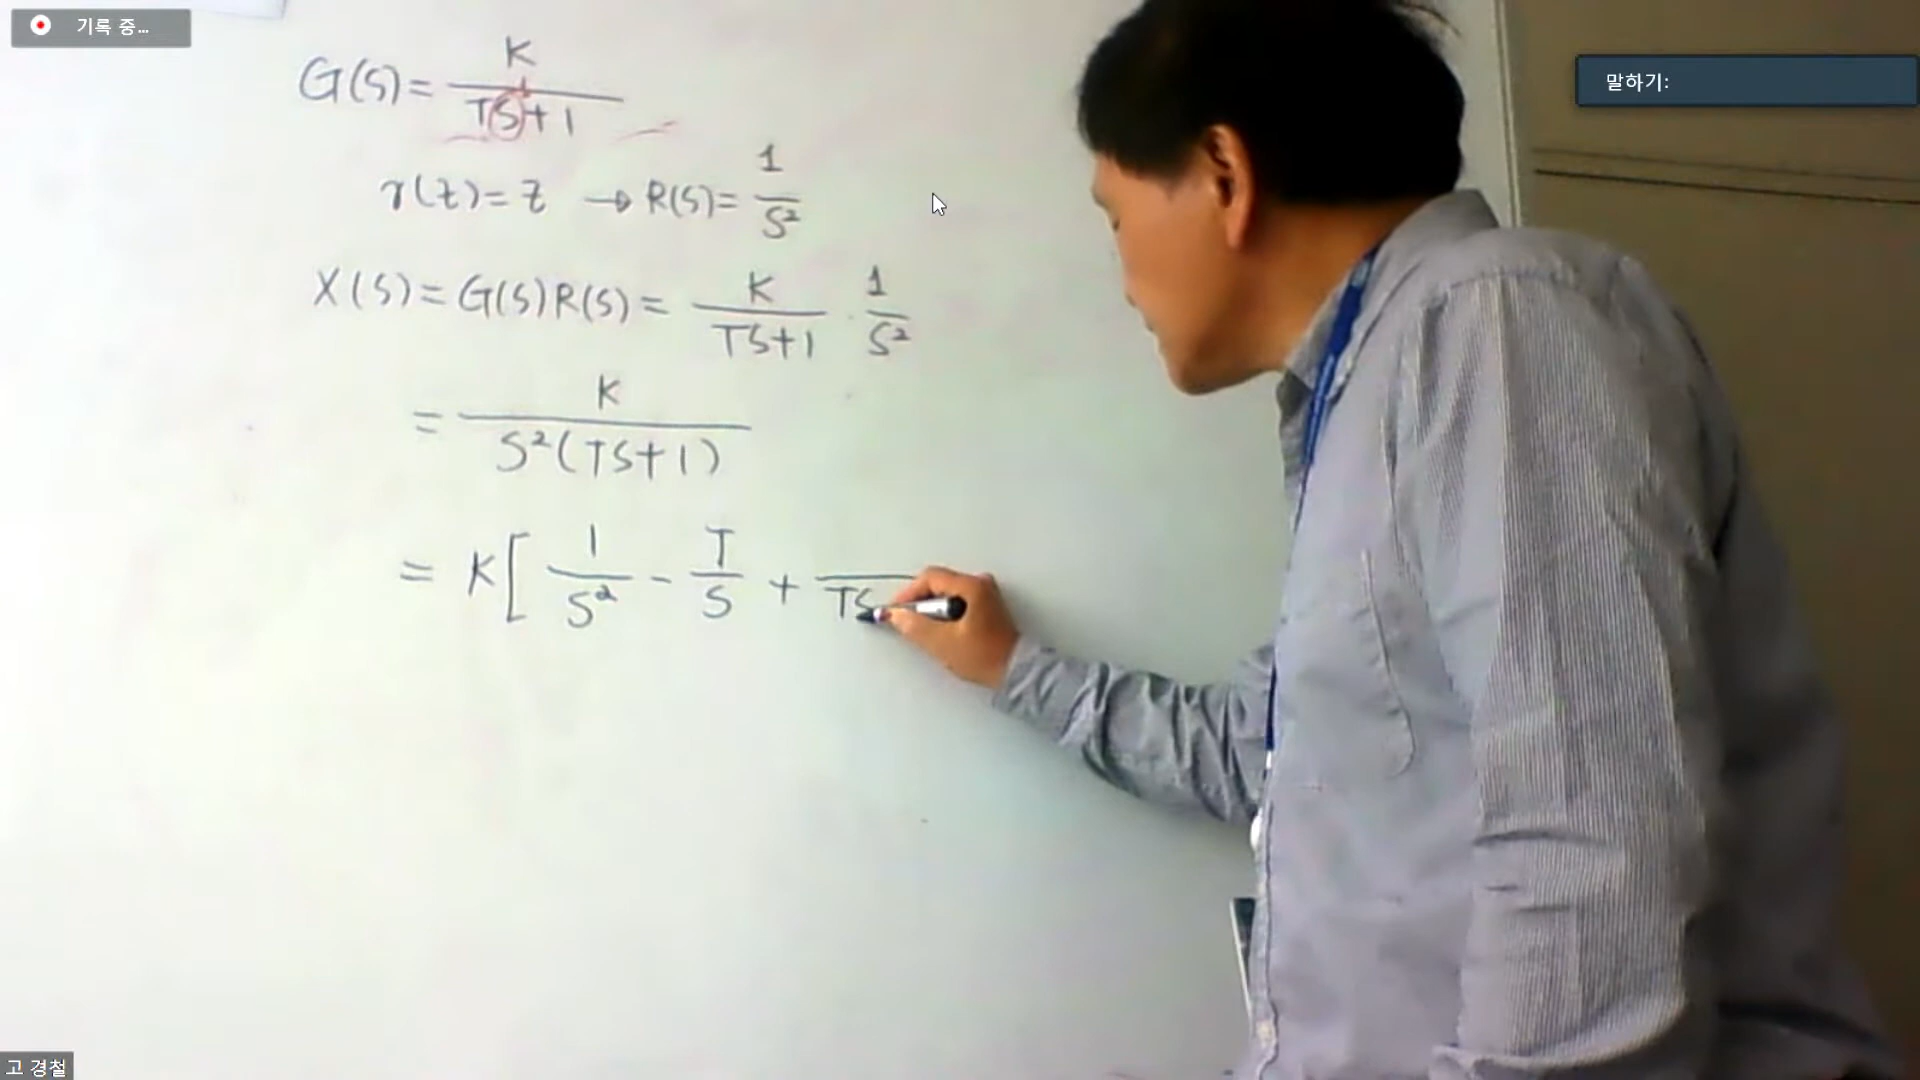 기록 중...
말하기:
G(s) = K / (Ts+1)
r(t) = t → R(s) = 1 / s²
X(s) = G(s)R(s) = K / (Ts+1) · 1 / s²
= K / (s²(Ts+1))
= K[ 1 / s² - T / s + / Ts
고 경철